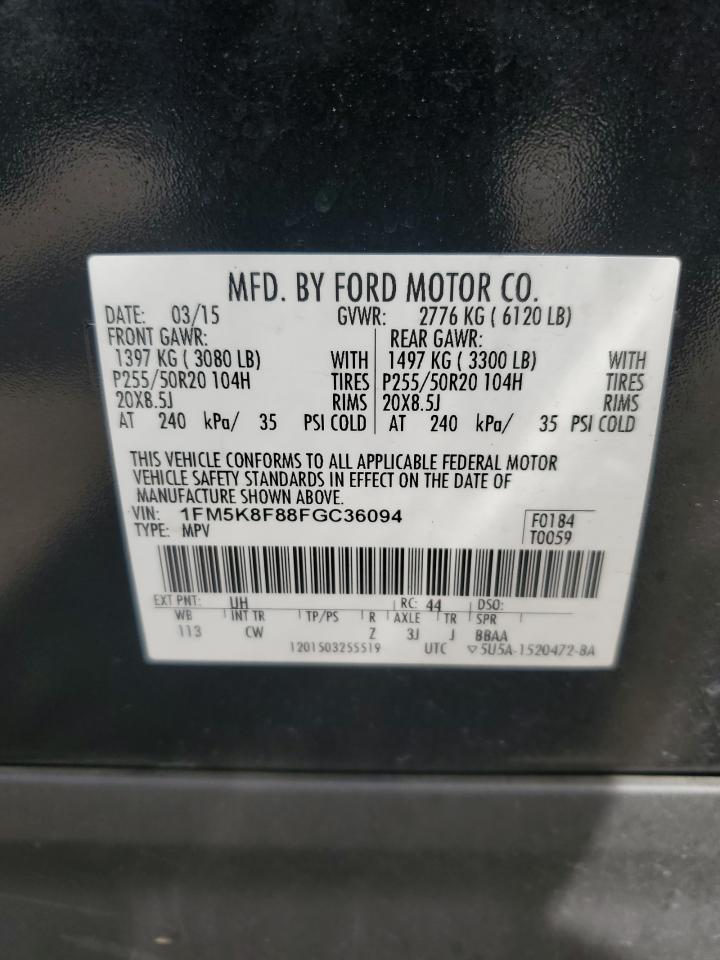 MFD. BY FORD MOTOR CO.
DATE: 03/15 GVWR: 2776 KG ( 6120 LB)
FRONT GAWR: REAR GAWR:
1397 KG ( 3080 LB) WITH 1497 KG ( 3300 LB) WITH
P255/50R20 104H TIRES P255/50R20 104H TIRES
20X8.5J RIMS 20X8.5J RIMS
AT 240 kPa/ 35 PSI COLD AT 240 kPa/ 35 PSI COLD
THIS VEHICLE CONFORMS TO ALL APPLICABLE FEDERAL MOTOR
VEHICLE SAFETY STANDARDS IN EFFECT ON THE DATE OF
MANUFACTURE SHOWN ABOVE.
VIN: 1FM5K8F88FGC36094 F0184
TYPE: MPV T0059
EXT PNT: UH RC: 44 DSO:
WB INT TR TP/PS R AXLE TR SPR
113 CW Z 3J J BBAA
1201503255519 UTC ▽5U5A-1520472-BA